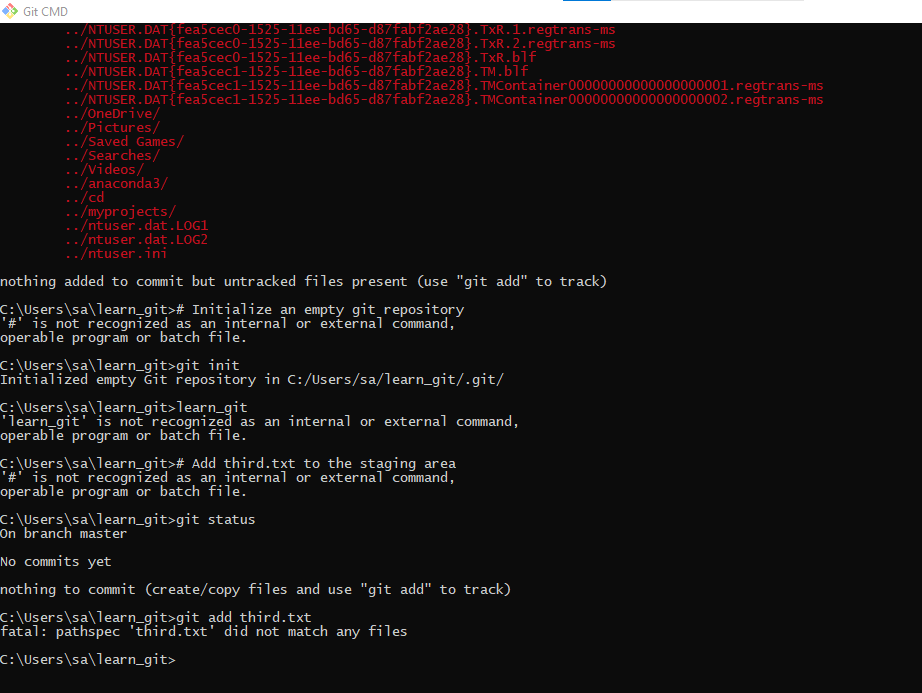 Git CMD
../NTUSER.DAT{fea5cec0-1525-11ee-bd65-d87fabf2ae28}.TxR.1.regtrans-ms
../NTUSER.DAT{fea5cec0-1525-11ee-bd65-d87fabf2ae28}.TxR.2.regtrans-ms
../NTUSER.DAT{fea5cec0-1525-11ee-bd65-d87fabf2ae28}.TxR.blf
../NTUSER.DAT{fea5cec1-1525-11ee-bd65-d87fabf2ae28}.TM.blf
../NTUSER.DAT{fea5cec1-1525-11ee-bd65-d87fabf2ae28}.TMContainer00000000000000000001.regtrans-ms
../NTUSER.DAT{fea5cec1-1525-11ee-bd65-d87fabf2ae28}.TMContainer00000000000000000002.regtrans-ms
../OneDrive/
../Pictures/
../Saved Games/
../Searches/
../Videos/
../anaconda3/
../cd
../myprojects/
../ntuser.dat.LOG1
../ntuser.dat.LOG2
../ntuser.ini
nothing added to commit but untracked files present (use "git add" to track)
C:\Users\sa\learn_git># Initialize an empty git repository
'#' is not recognized as an internal or external command,
operable program or batch file.
C:\Users\sa\learn_git>git init
Initialized empty Git repository in C:/Users/sa/learn_git/.git/
C:\Users\sa\learn_git>learn_git
'learn_git' is not recognized as an internal or external command,
operable program or batch file.
C:\Users\sa\learn_git># Add third.txt to the staging area
'#' is not recognized as an internal or external command,
operable program or batch file.
C:\Users\sa\learn_git>git status
On branch master
No commits yet
nothing to commit (create/copy files and use "git add" to track)
C:\Users\sa\learn_git>git add third.txt
fatal: pathspec 'third.txt' did not match any files
C:\Users\sa\learn_git>